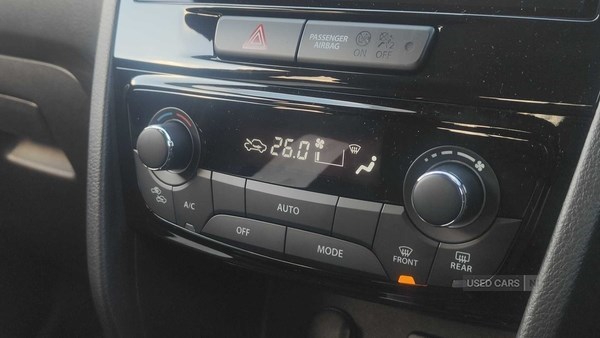 PASSENGER
AIRBAG
ON OFF
26.0
A/C
AUTO
OFF
MODE
FRONT
REAR
USED CARS N